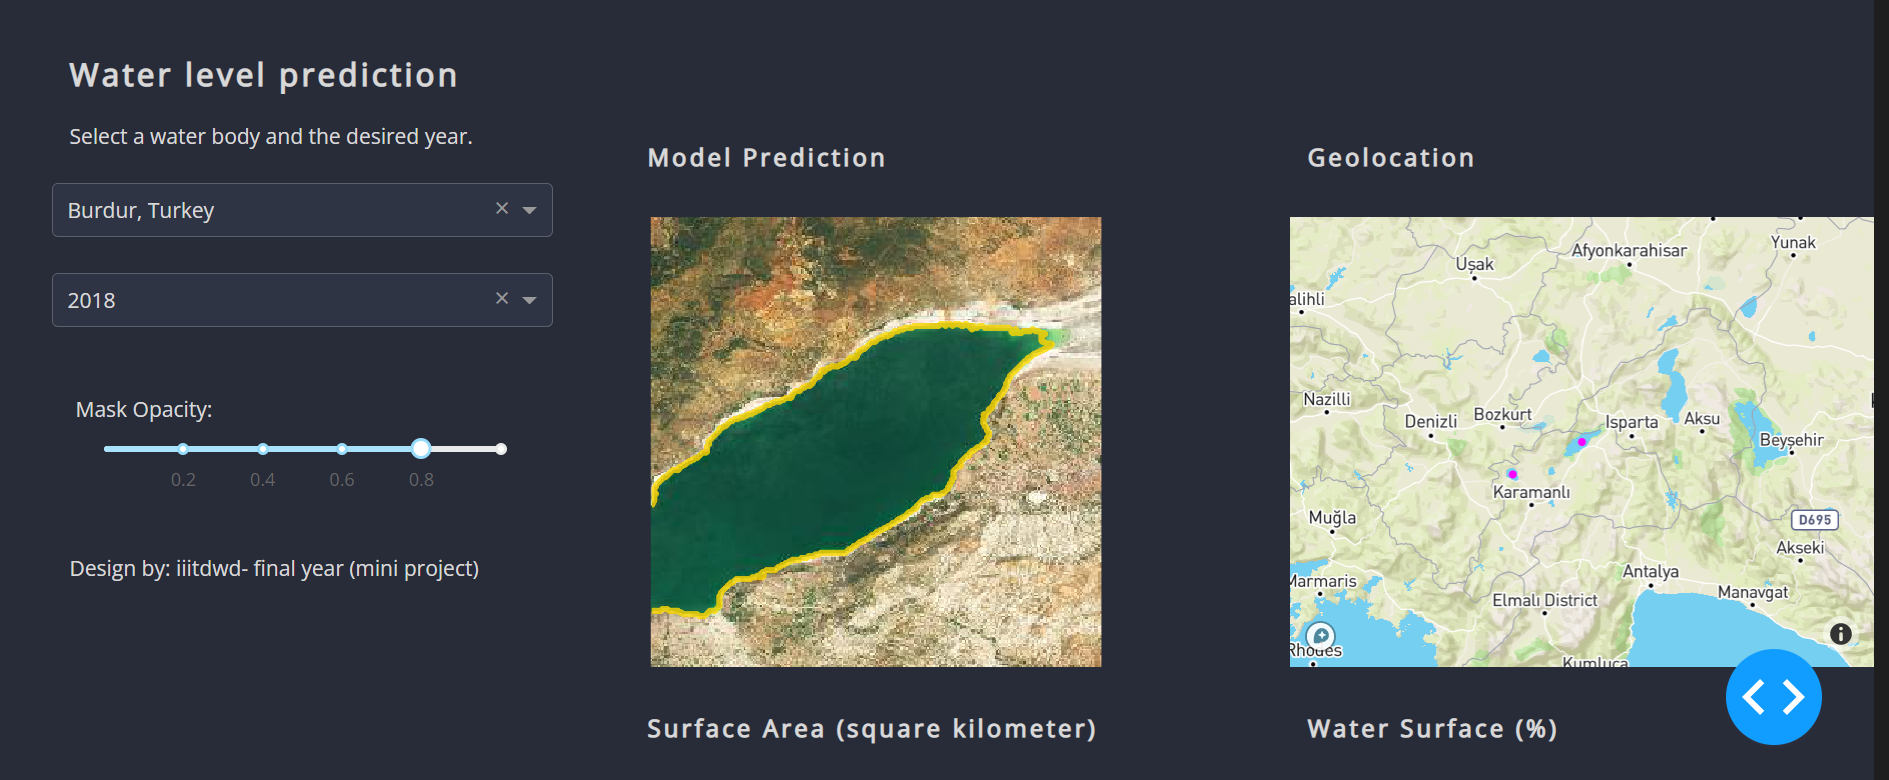 Water level prediction
Select a water body and the desired year.
Burdur, Turkey
2018
Mask Opacity:
0.2 0.4 0.6 0.8
Design by: iiitdwd- final year (mini project)
Model Prediction
Surface Area (square kilometer)
Geolocation
Yunak
Afyonkarahisar
Uşak
alihli
Nazilli
Denizli
Bozkurt
Isparta
Aksu
Beyşehir
Karamanlı
Muğla
D695
Akseki
Antalya
Marmaris
Elmalı District
Manavgat
Rhodes
Kumluca
Water Surface (%)